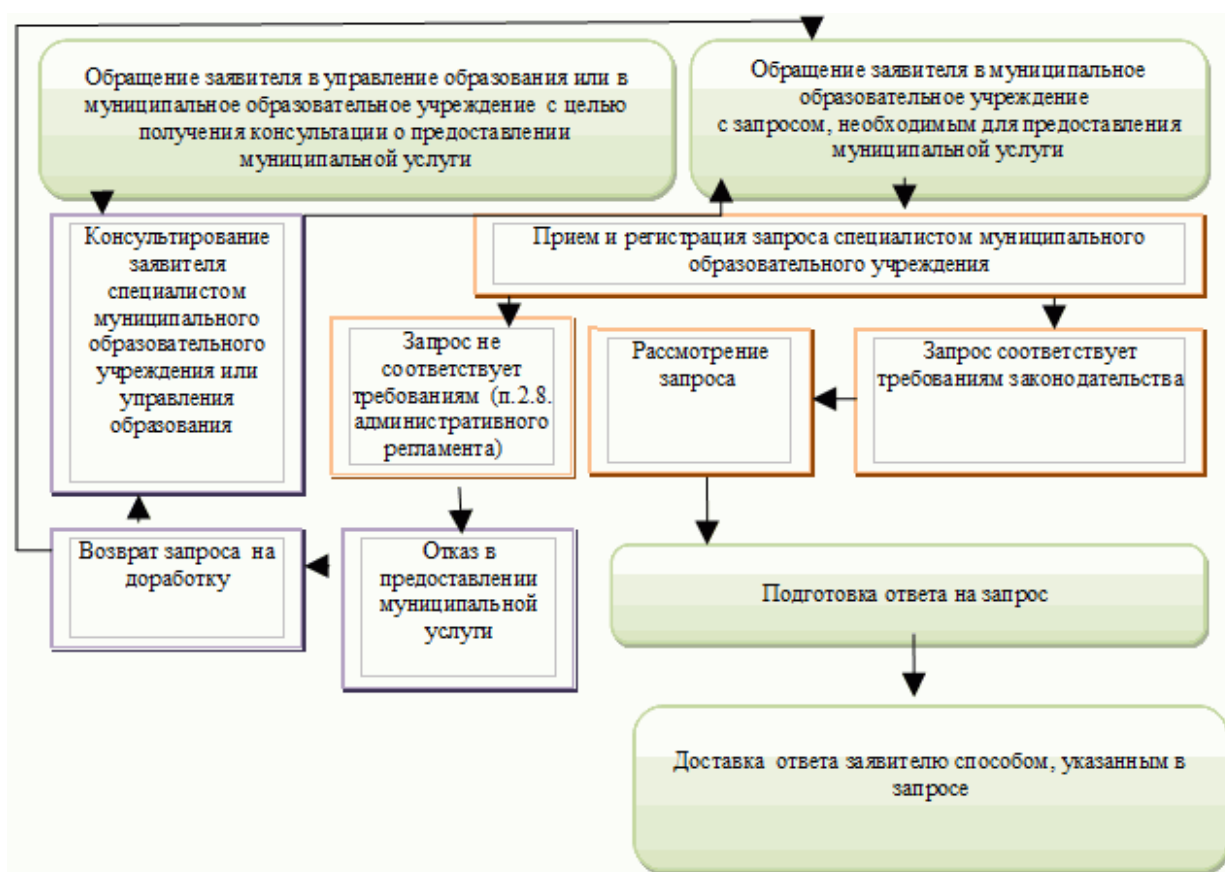 Обращение заявителя в управление образования или в
муниципальное образовательное учреждение с целью
получения консультации о предоставлении
муниципальной услуги
Обращение заявителя в муниципальное
образовательное учреждение
с запросом, необходимым для предоставления
муниципальной услуги
Консультирование
заявителя
специалистом
муниципального
образовательного
учреждения или
управления
образования
Прием и регистрация запроса специалистом муниципального
образовательного учреждения
Запрос не
соответствует
требованиям (п.2.8.
административного
регламента)
Рассмотрение
запроса
Запрос соответствует
требованиям законодательства
Возврат запроса на
доработку
Отказ в
предоставлении
муниципальной
услуги
Подготовка ответа на запрос
Доставка ответа заявителю способом, указанным в
запросе